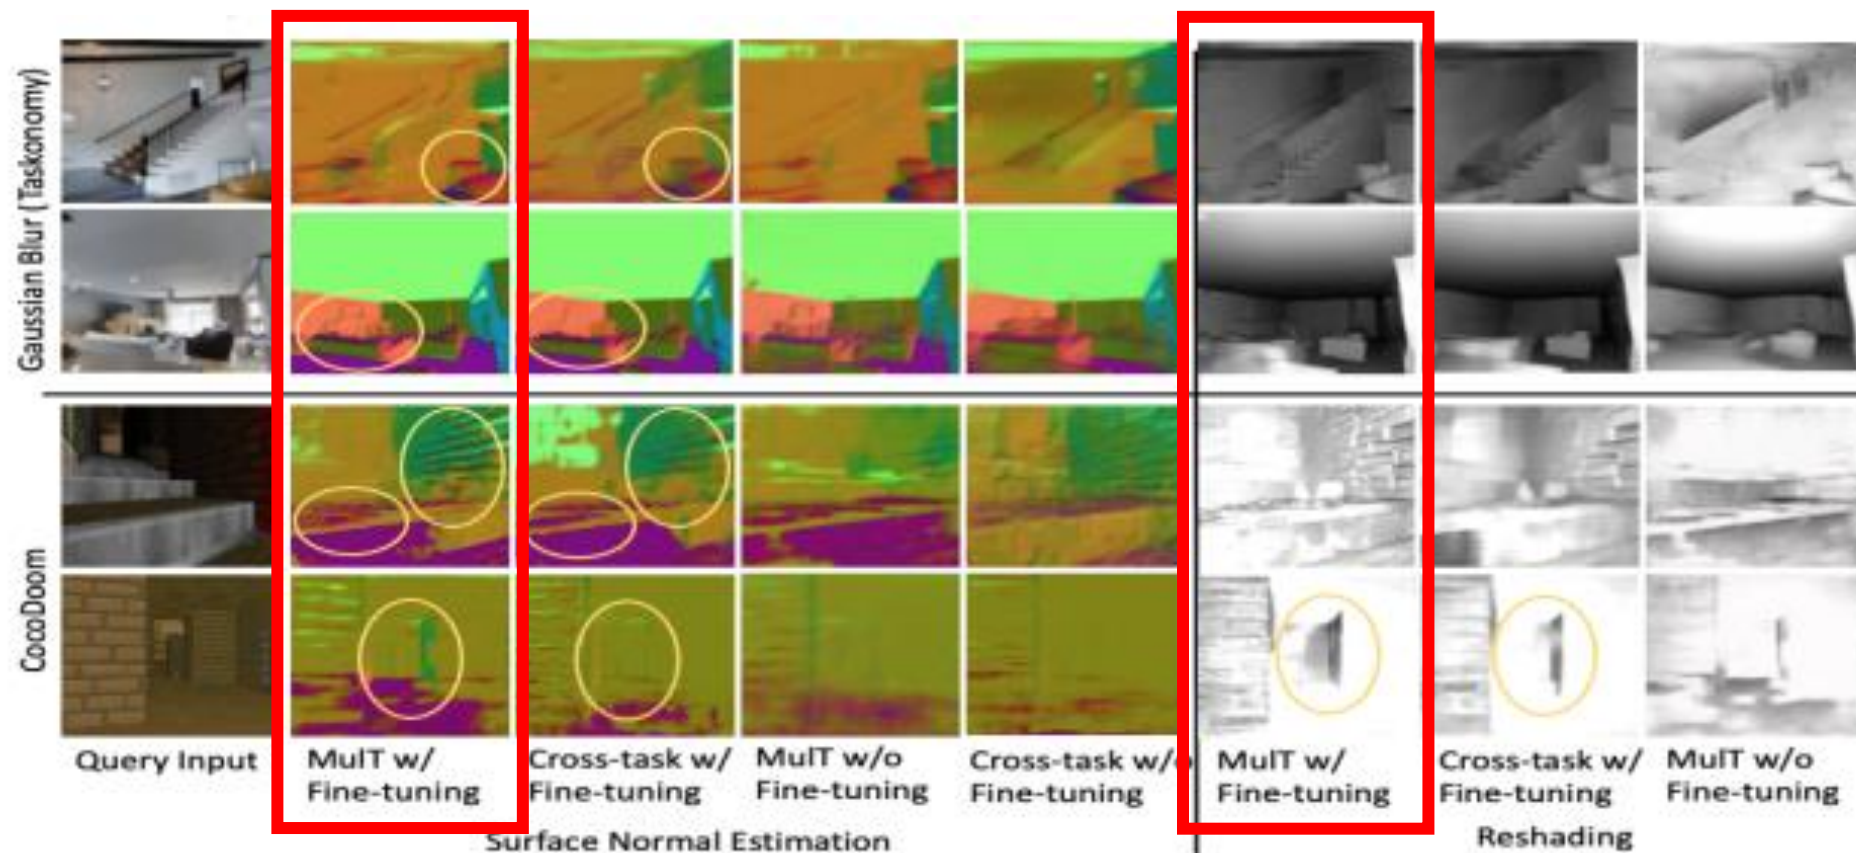 Gaussian Blur (Taskonomy)
CocoDoom
Query Input
MulT w/
Fine-tuning
Cross-task w/
Fine-tuning
MulT w/o
Fine-tuning
Cross-task w/o
Fine-tuning
MulT w/
Fine-tuning
Cross-task w/
Fine-tuning
MulT w/o
Fine-tuning
Surface Normal Estimation
Reshading